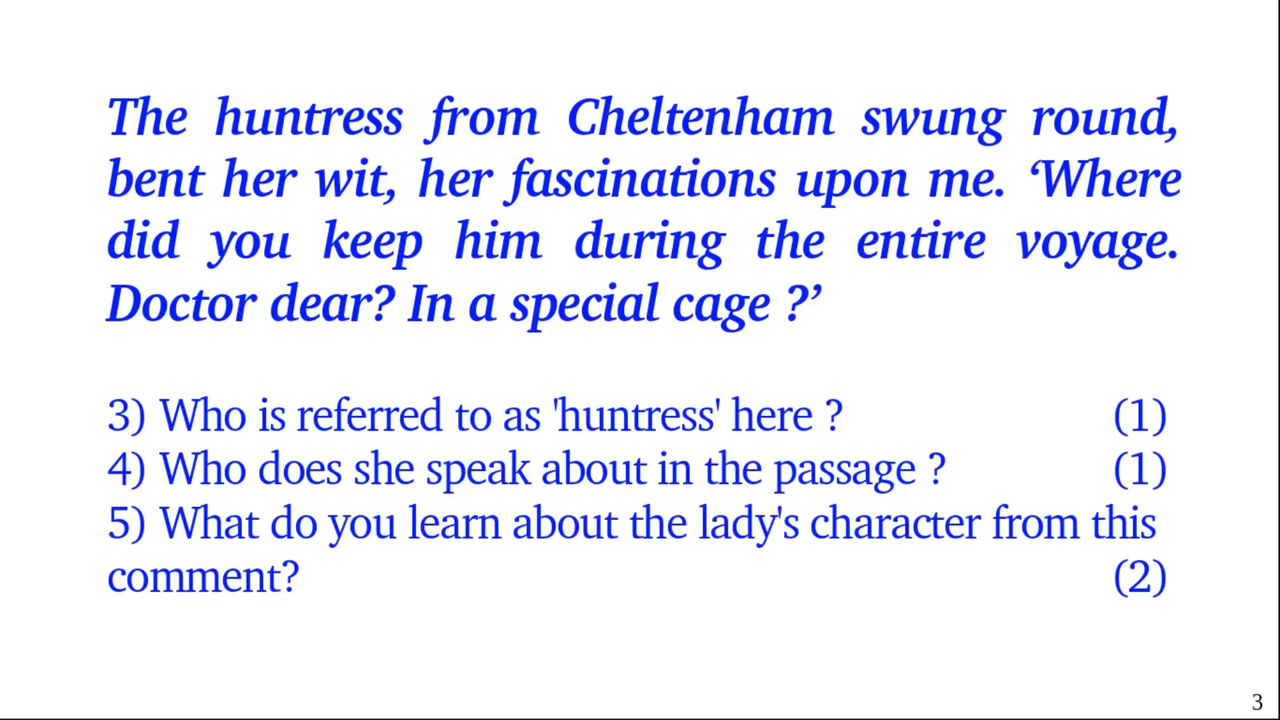 The huntress from Cheltenham swung round,
bent her wit, her fascinations upon me. ‘Where
did you keep him during the entire voyage.
Doctor dear? In a special cage ?’
3) Who is referred to as 'huntress' here ? (1)
4) Who does she speak about in the passage ? (1)
5) What do you learn about the lady's character from this
comment? (2)
3